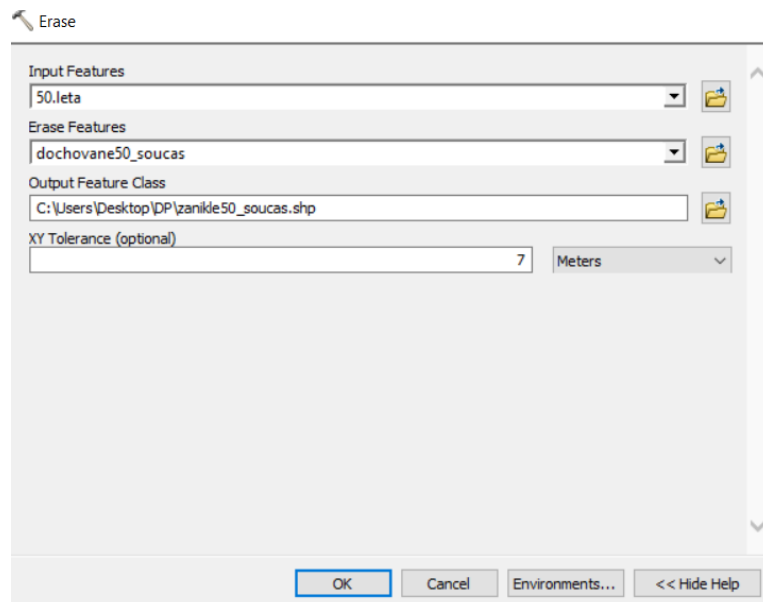 Erase
Input Features
50.leta
Erase Features
dochovane50_soucas
Output Feature Class
C:\Users\Desktop\DP\zanikle50_soucas.shp
XY Tolerance (optional)
7 Meters
OK Cancel Environments... << Hide Help